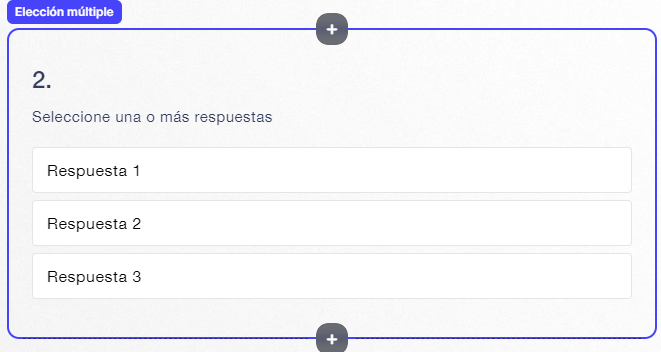 Elección múltiple
+
2.
Seleccione una o más respuestas
Respuesta 1
Respuesta 2
Respuesta 3
+